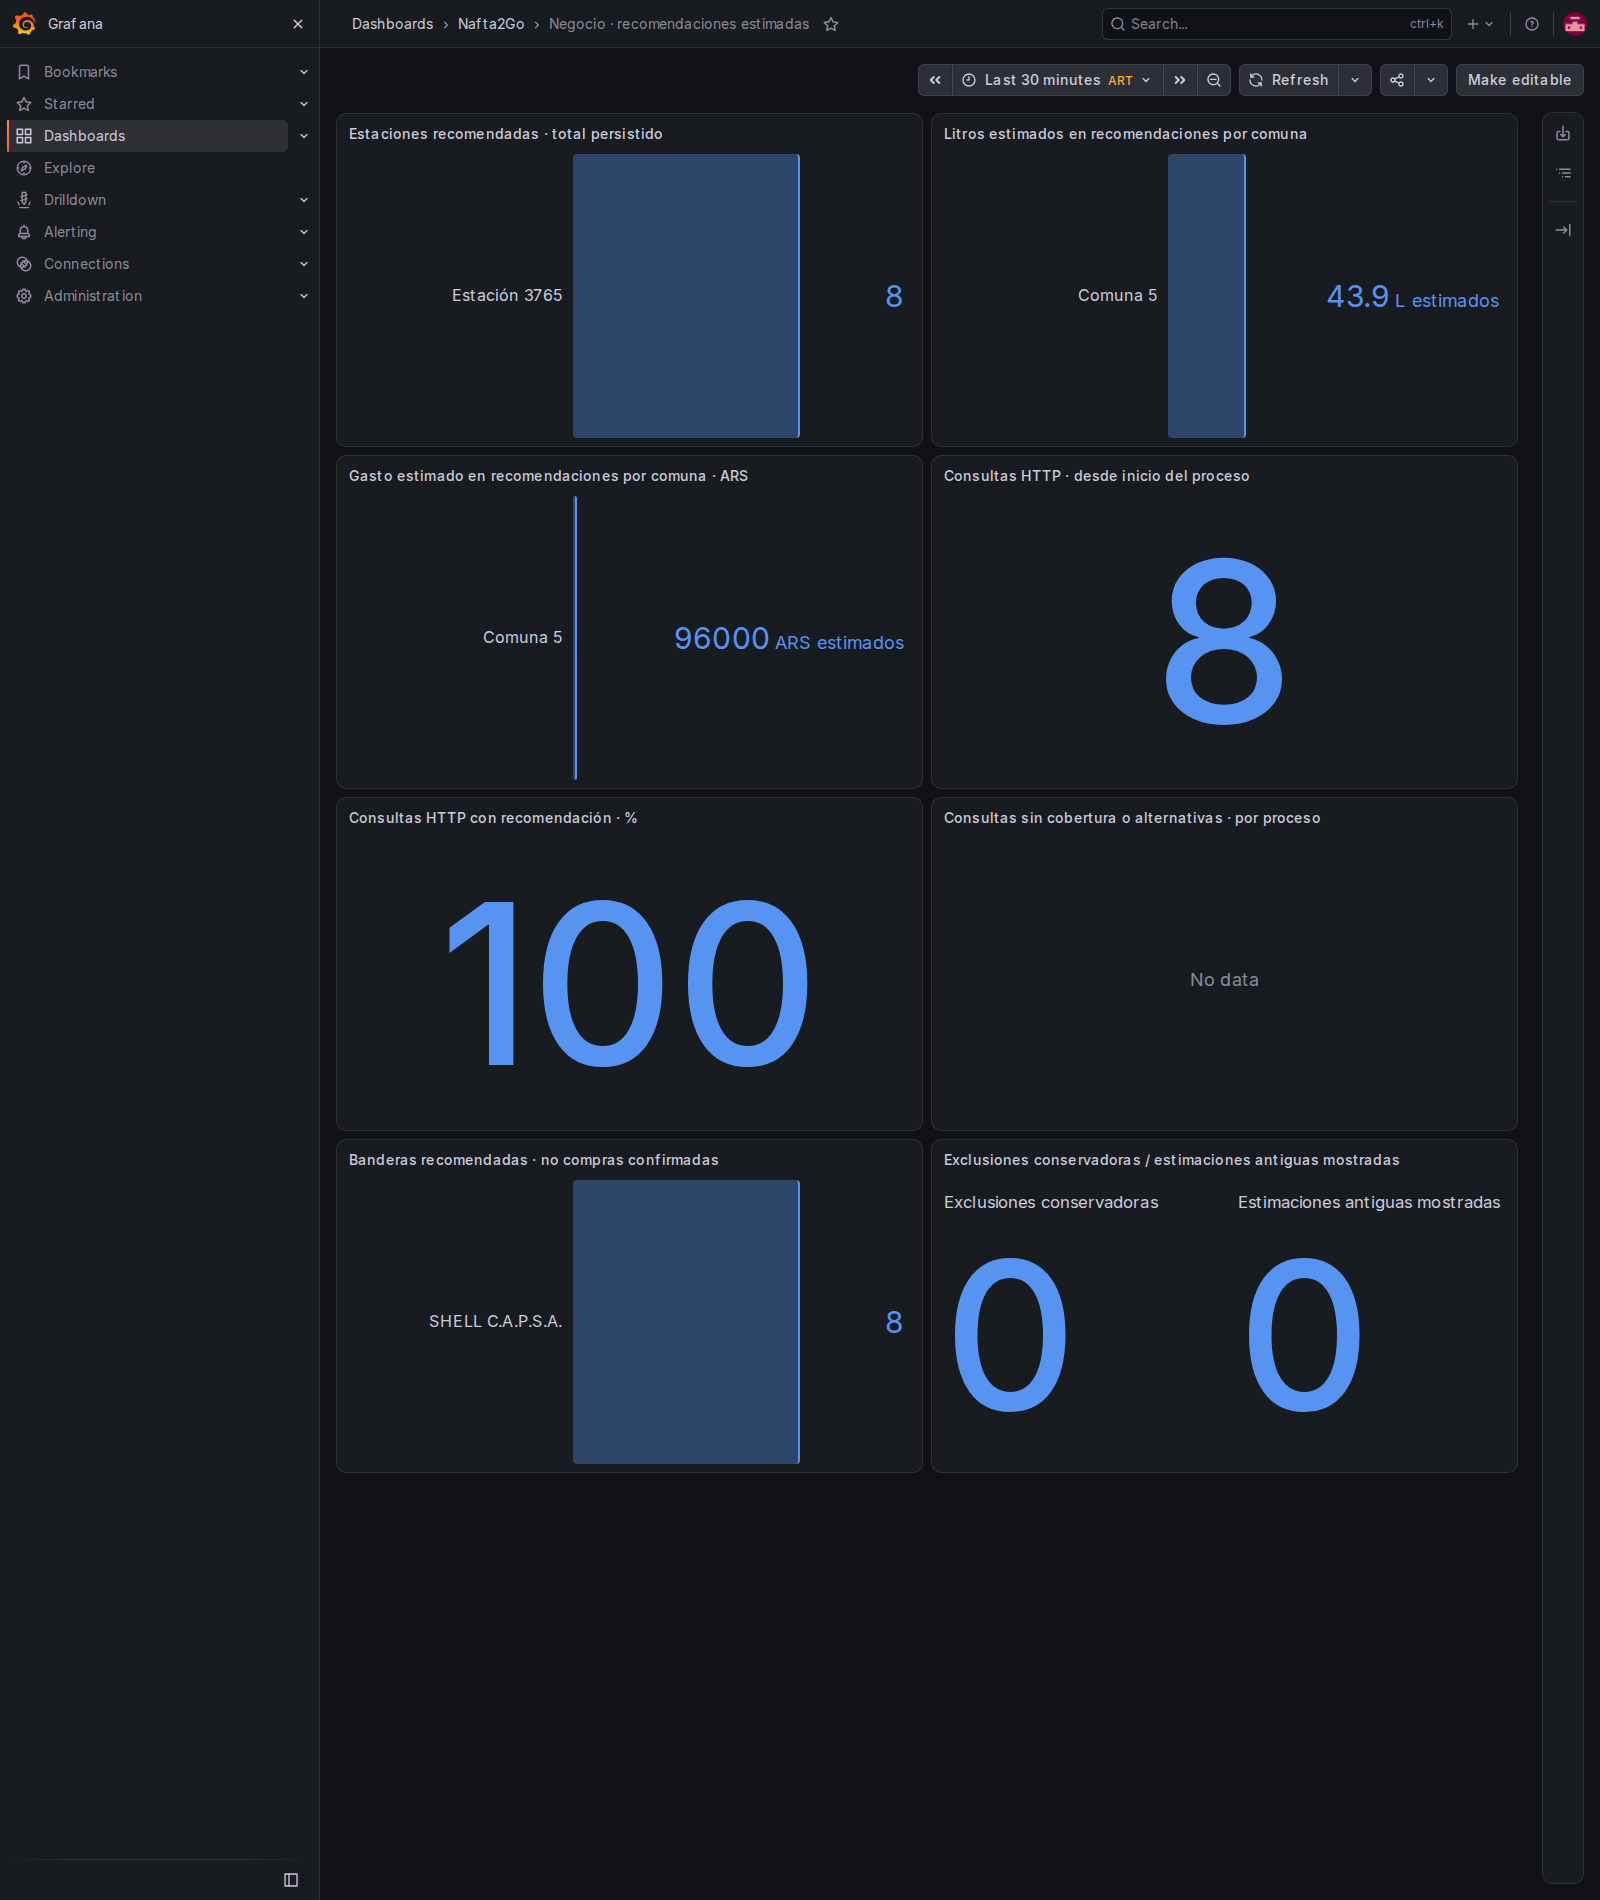 Grafana
Dashboards › Nafta2Go › Negocio · recomendaciones estimadas
Search...
ctrl+k
Bookmarks
Starred
Dashboards
Explore
Drilldown
Alerting
Connections
Administration
Last 30 minutes ART
Refresh
Make editable
Estaciones recomendadas · total persistido
Estación 3765
8
Litros estimados en recomendaciones por comuna
Comuna 5
43.9 L estimados
Gasto estimado en recomendaciones por comuna · ARS
Comuna 5
96000 ARS estimados
Consultas HTTP · desde inicio del proceso
8
Consultas HTTP con recomendación · %
100
Consultas sin cobertura o alternativas · por proceso
No data
Banderas recomendadas · no compras confirmadas
SHELL C.A.P.S.A.
8
Exclusiones conservadoras / estimaciones antiguas mostradas
Exclusiones conservadoras
0
Estimaciones antiguas mostradas
0